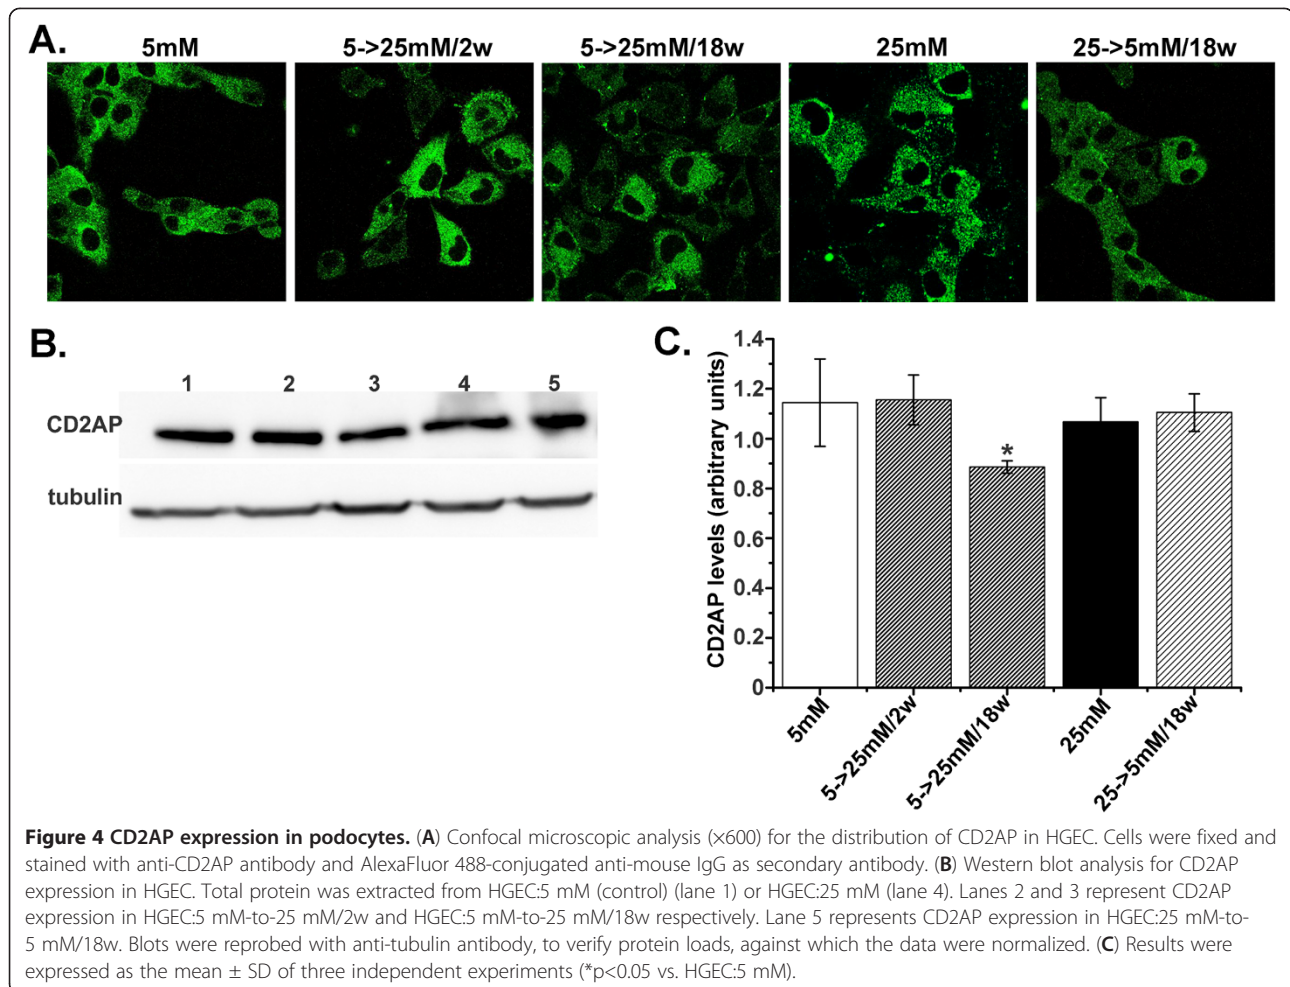 A.
5mM 5->25mM/2w 5->25mM/18w 25mM 25->5mM/18w
B.
1 2 3 4 5
CD2AP
tubulin
C.
CD2AP levels (arbitrary units)
1.4
1.2
1.0
0.8
0.6
0.4
0.2
0
*
5mM
5->25mM/2w
5->25mM/18w
25mM
25->5mM/18w
Figure 4 CD2AP expression in podocytes. (A) Confocal microscopic analysis (×600) for the distribution of CD2AP in HGEC. Cells were fixed and
stained with anti-CD2AP antibody and AlexaFluor 488-conjugated anti-mouse IgG as secondary antibody. (B) Western blot analysis for CD2AP
expression in HGEC. Total protein was extracted from HGEC:5 mM (control) (lane 1) or HGEC:25 mM (lane 4). Lanes 2 and 3 represent CD2AP
expression in HGEC:5 mM-to-25 mM/2w and HGEC:5 mM-to-25 mM/18w respectively. Lane 5 represents CD2AP expression in HGEC:25 mM-to-
5 mM/18w. Blots were reprobed with anti-tubulin antibody, to verify protein loads, against which the data were normalized. (C) Results were
expressed as the mean ± SD of three independent experiments (*p<0.05 vs. HGEC:5 mM).